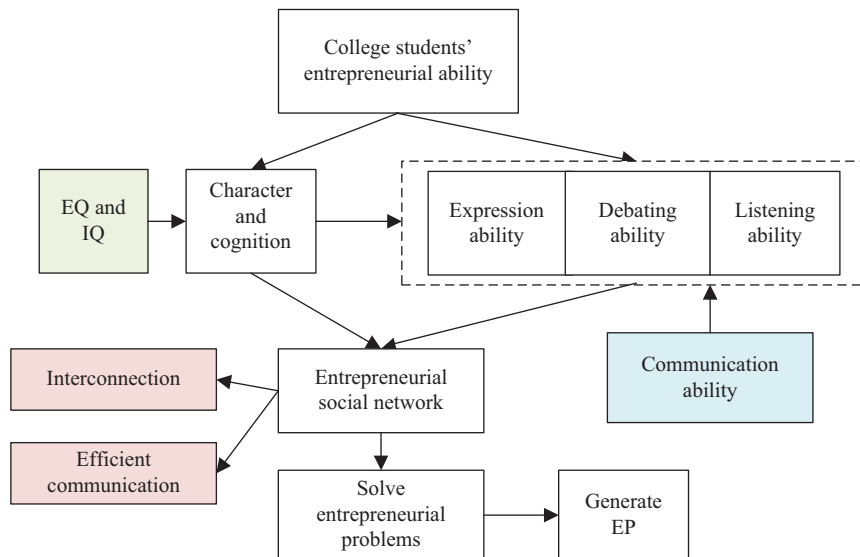 College students’
entrepreneurial ability
EQ and
IQ
Character
and
cognition
Expression
ability
Debating
ability
Listening
ability
Interconnection
Entrepreneurial
social network
Communication
ability
Efficient
communication
Solve
entrepreneurial
problems
Generate
EP